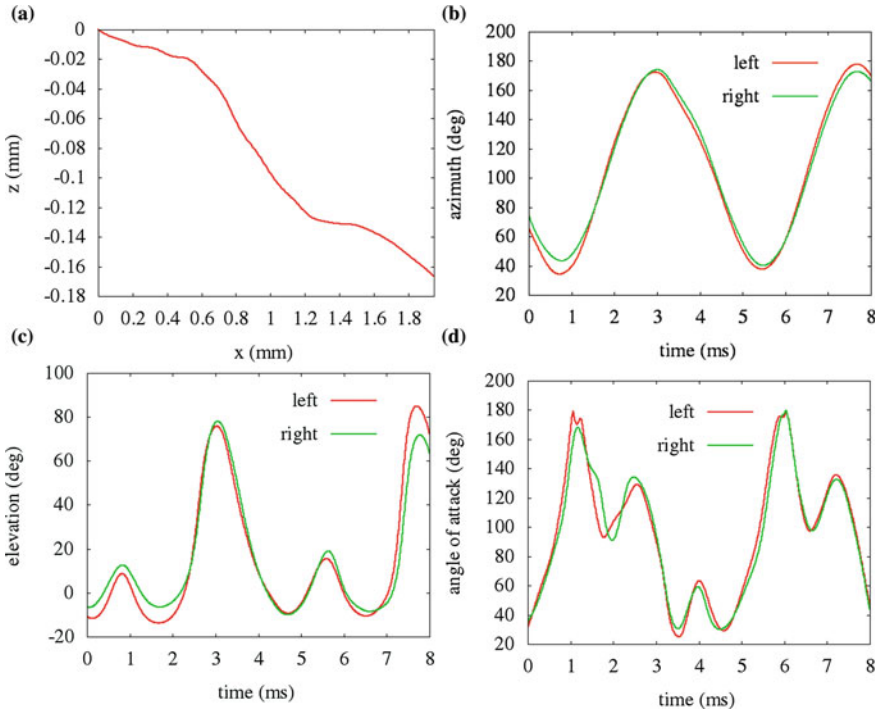 (a)
0
-0.02
-0.04
-0.06
-0.08
-0.1
-0.12
-0.14
-0.16
-0.18
z (mm)
0 0.2 0.4 0.6 0.8 1 1.2 1.4 1.6 1.8
x (mm)
(b)
200
180
160
140
120
100
80
60
40
20
azimuth (deg)
left
right
0 1 2 3 4 5 6 7 8
time (ms)
(c)
100
80
60
40
20
0
-20
elevation (deg)
left
right
0 1 2 3 4 5 6 7 8
time (ms)
(d)
200
180
160
140
120
100
80
60
40
20
angle of attack (deg)
left
right
0 1 2 3 4 5 6 7 8
time (ms)